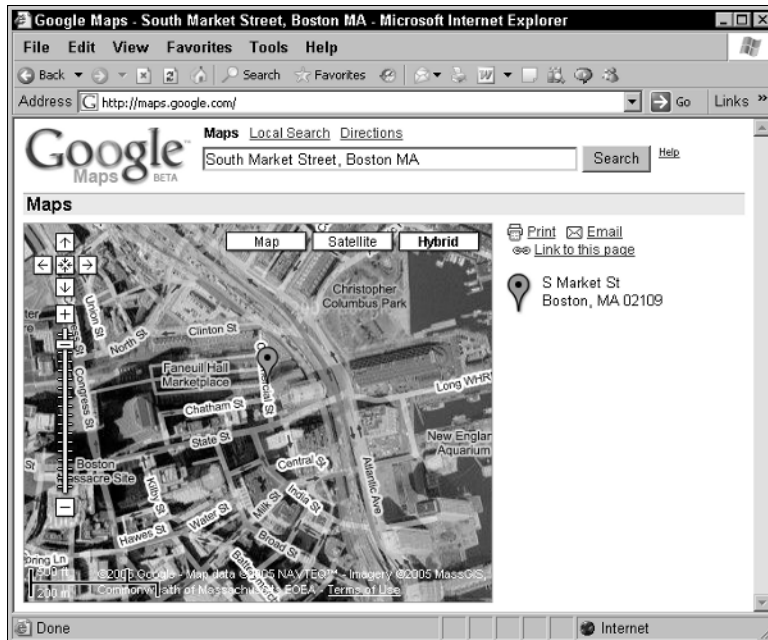 Google Maps - South Market Street, Boston MA - Microsoft Internet Explorer
File Edit View Favorites Tools Help
Back Search Favorites
Address http://maps.google.com/ Go Links »
Maps Local Search Directions
Google Maps BETA
South Market Street, Boston MA Search Help
Maps
Map Satellite Hybrid
Print Email
Link to this page
S Market St
Boston, MA 02109
Christopher
Columbus Park
Union St
North St
Clinton St
Faneuil Hall
Marketplace
Commercial St
Congress St
Long WHRF
Chatham St
State St
New Englan
Aquarium
Central St
Boston
assacre Site
Kilby St
India St
Atlantic Ave
Milk St
Water St
Broad St
Hawes St
pring Ln
500 ft
200 m
©2005 Google - Map data ©2005 NAVTEQ™ - Imagery ©2005 MassGIS,
Commonwealth of Massachusetts EOEA - Terms of Use
Done Internet